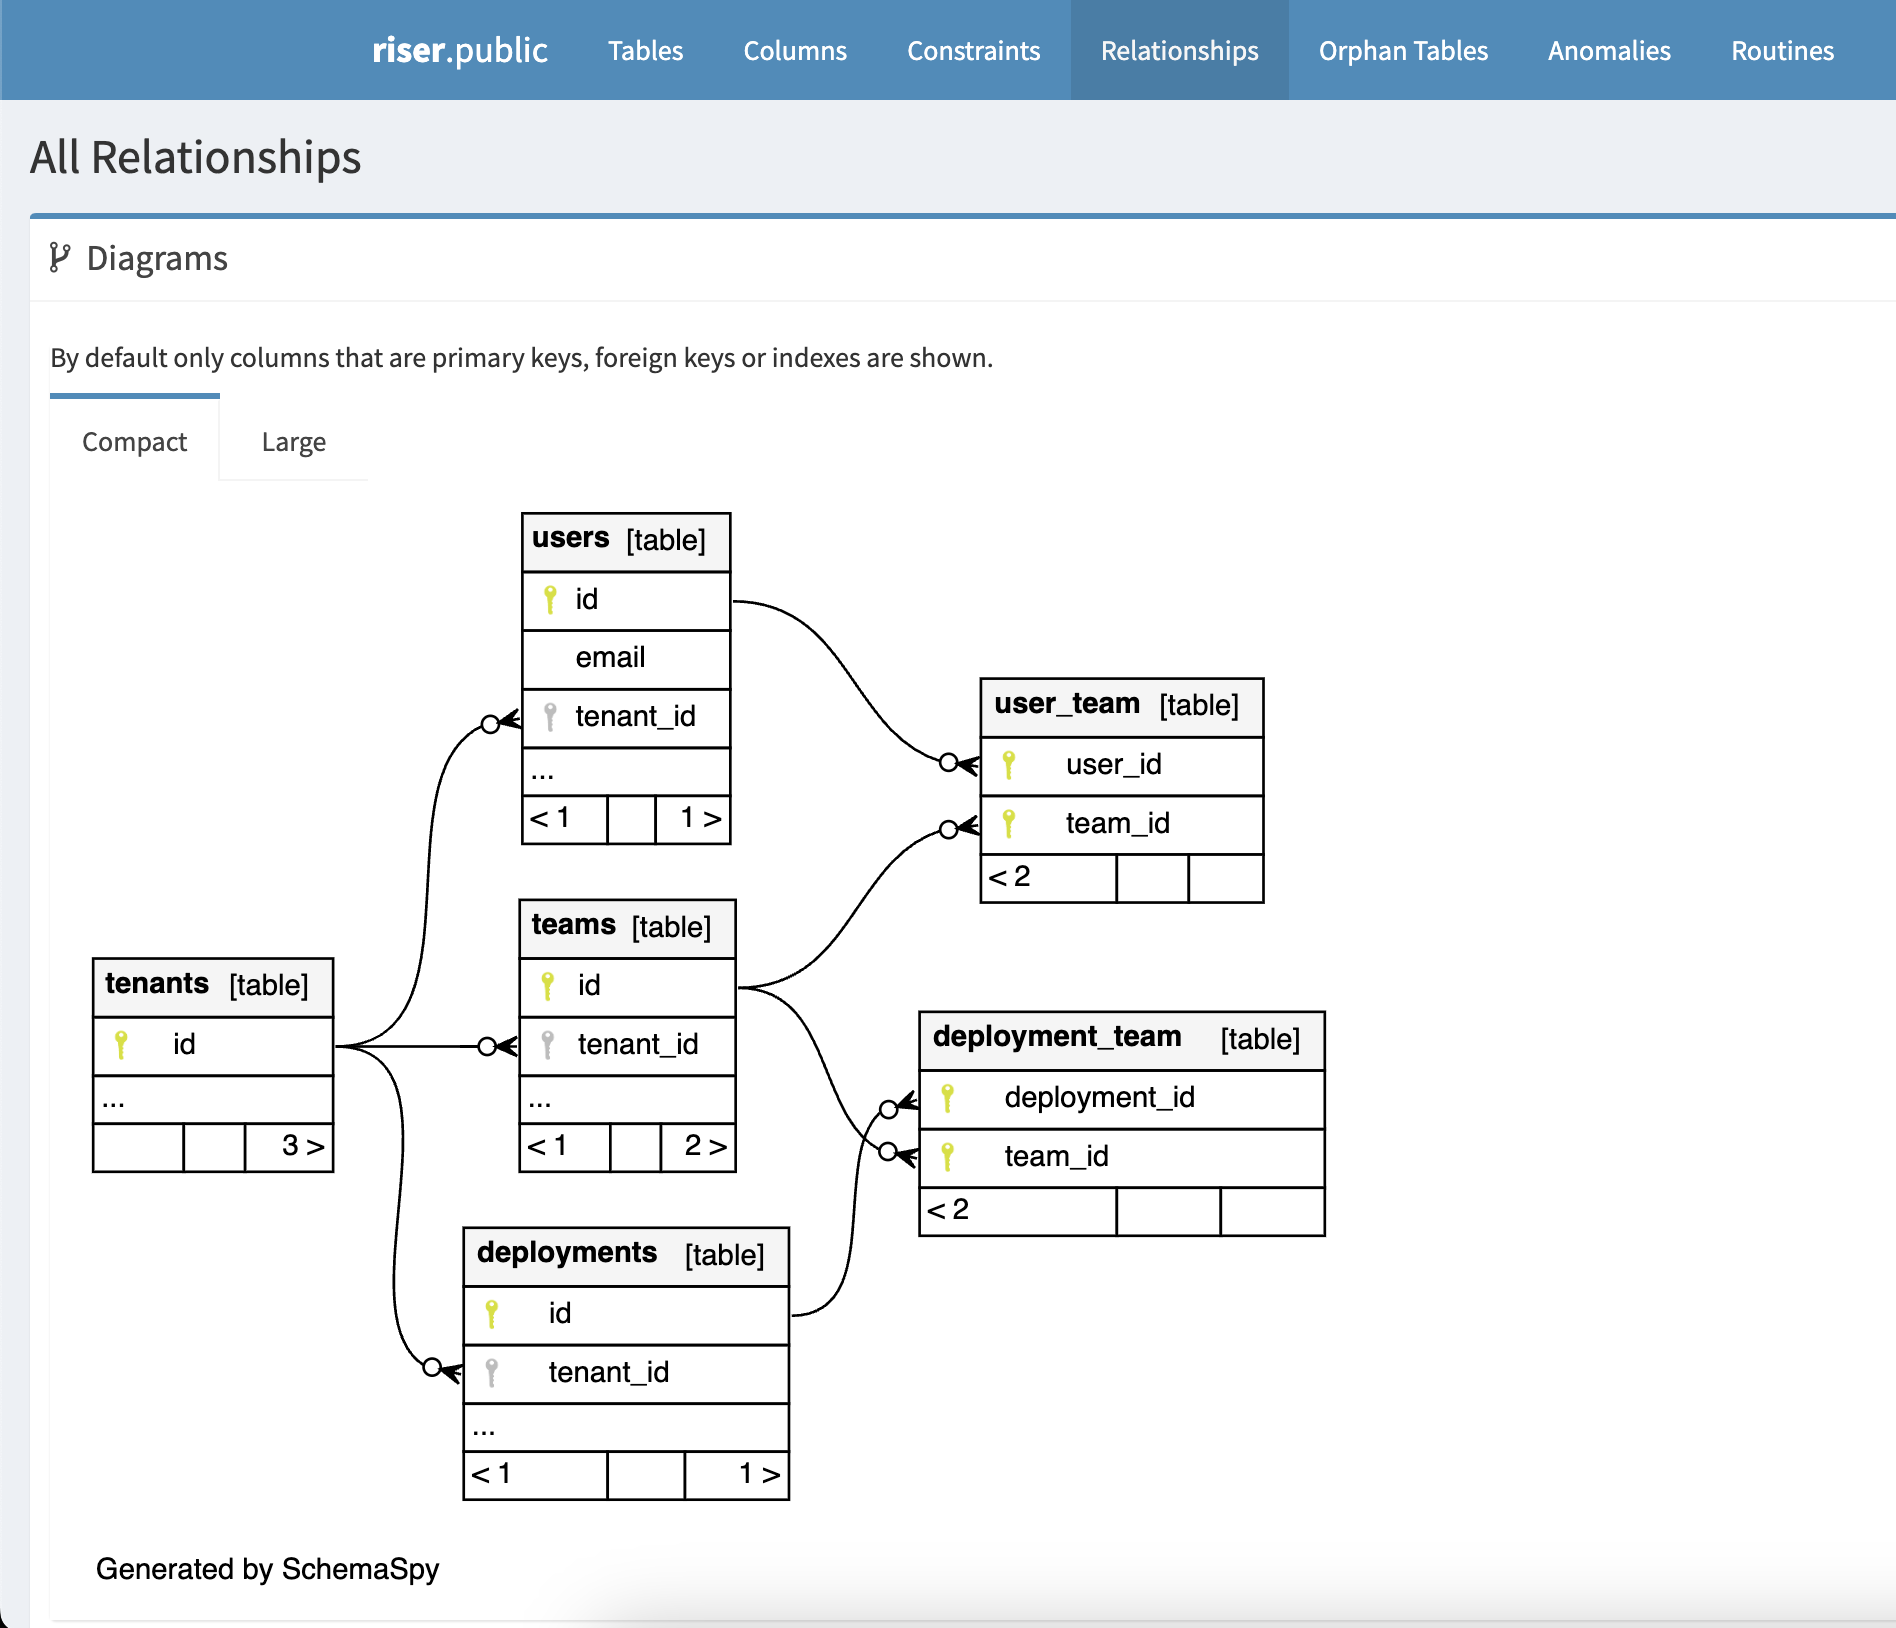 riser.public Tables Columns Constraints Relationships Orphan Tables Anomalies Routines
All Relationships
Diagrams
By default only columns that are primary keys, foreign keys or indexes are shown.
Compact Large
users [table]
id
email
tenant_id
...
< 1 1 >
user_team [table]
user_id
team_id
< 2
teams [table]
id
tenant_id
...
< 1 2 >
tenants [table]
id
...
3 >
deployment_team [table]
deployment_id
team_id
< 2
deployments [table]
id
tenant_id
...
< 1 1 >
Generated by SchemaSpy